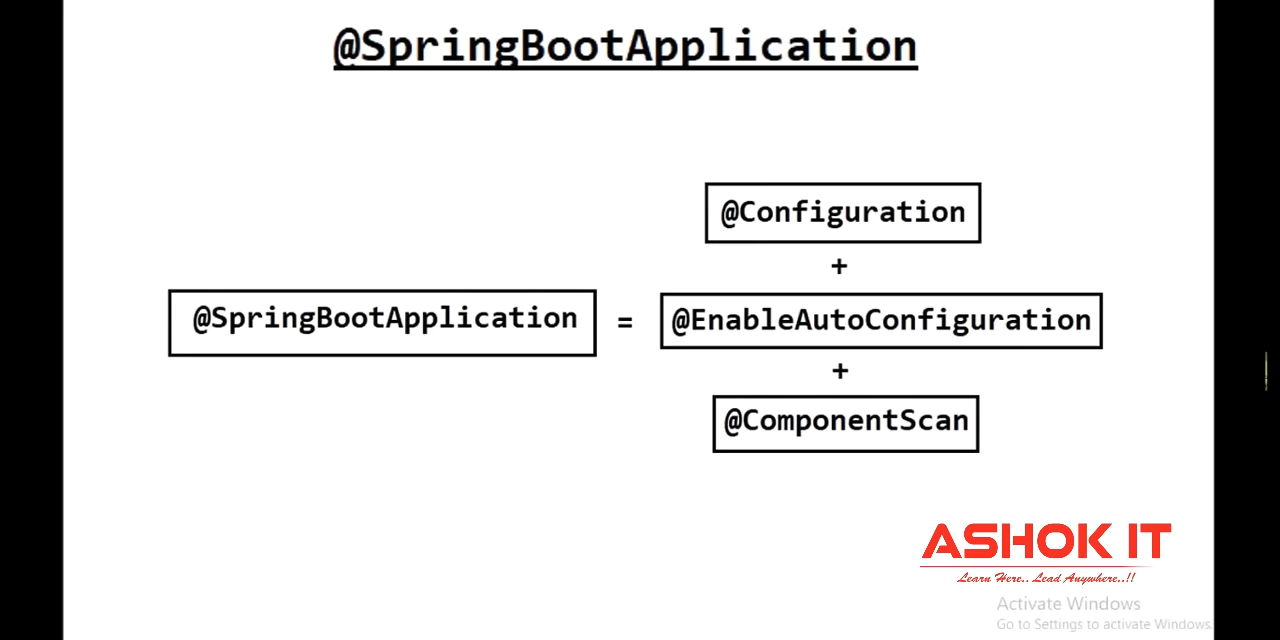 @SpringBootApplication
@Configuration
+
@SpringBootApplication = @EnableAutoConfiguration
+
@ComponentScan
ASHOK IT
Learn Here.. Lead Anywhere..!!
Activate Windows
Go to Settings to activate Windows.